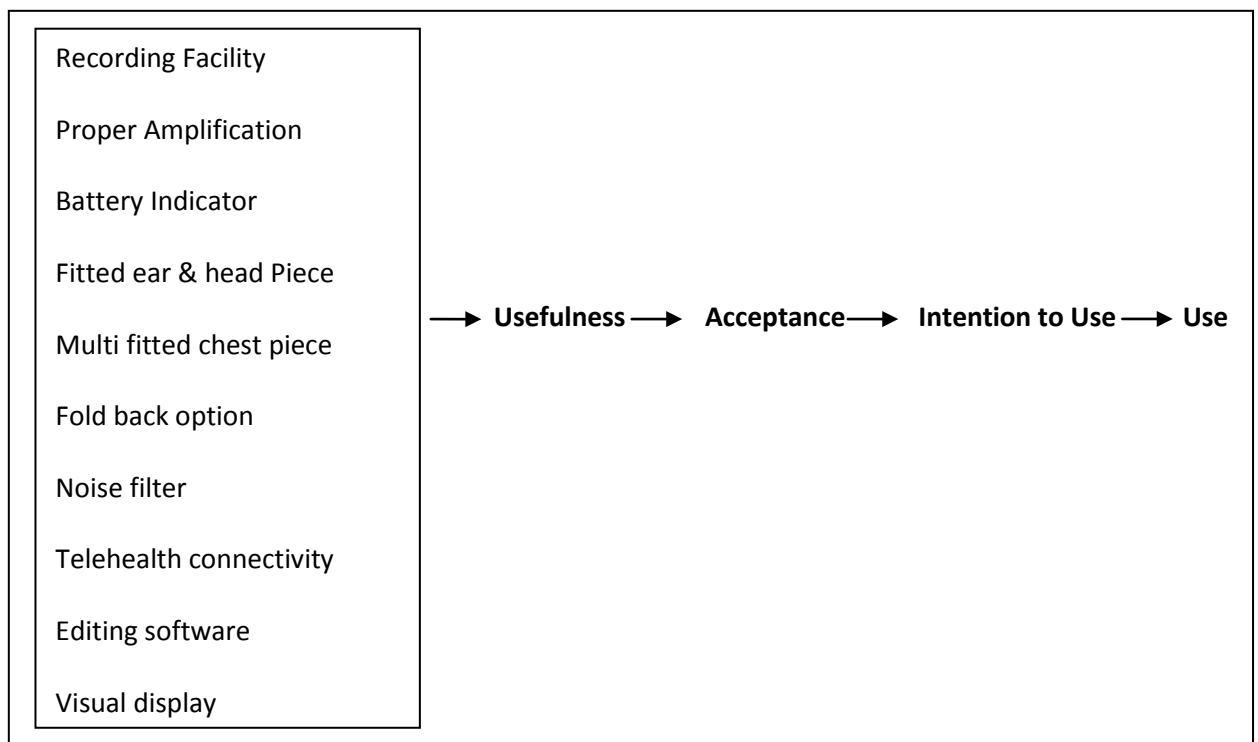 Recording Facility
Proper Amplification
Battery Indicator
Fitted ear & head Piece
Multi fitted chest piece
Fold back option
Noise filter
Telehealth connectivity
Editing software
Visual display
Usefulness Acceptance Intention to Use Use